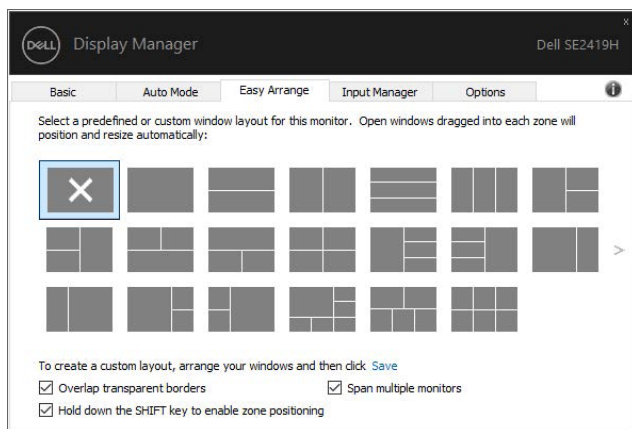 x
DELL Display Manager Dell SE2419H
Basic Auto Mode Easy Arrange Input Manager Options i
Select a predefined or custom window layout for this monitor. Open windows dragged into each zone will
position and resize automatically:
>
To create a custom layout, arrange your windows and then click Save
Overlap transparent borders Span multiple monitors
Hold down the SHIFT key to enable zone positioning